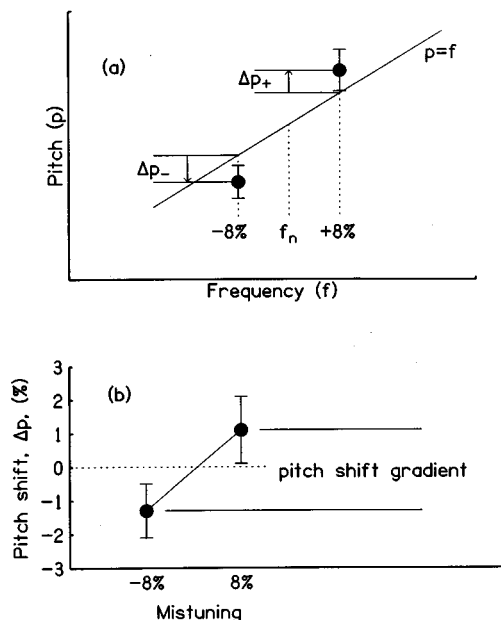 (a)
p=f
Δp₊
Δp₋
Pitch (p)
−8%
fₙ
+8%
Frequency (f)
(b)
Pitch shift, Δp, (%)
3
2
1
0
−1
−2
−3
pitch shift gradient
−8%
8%
Mistuning